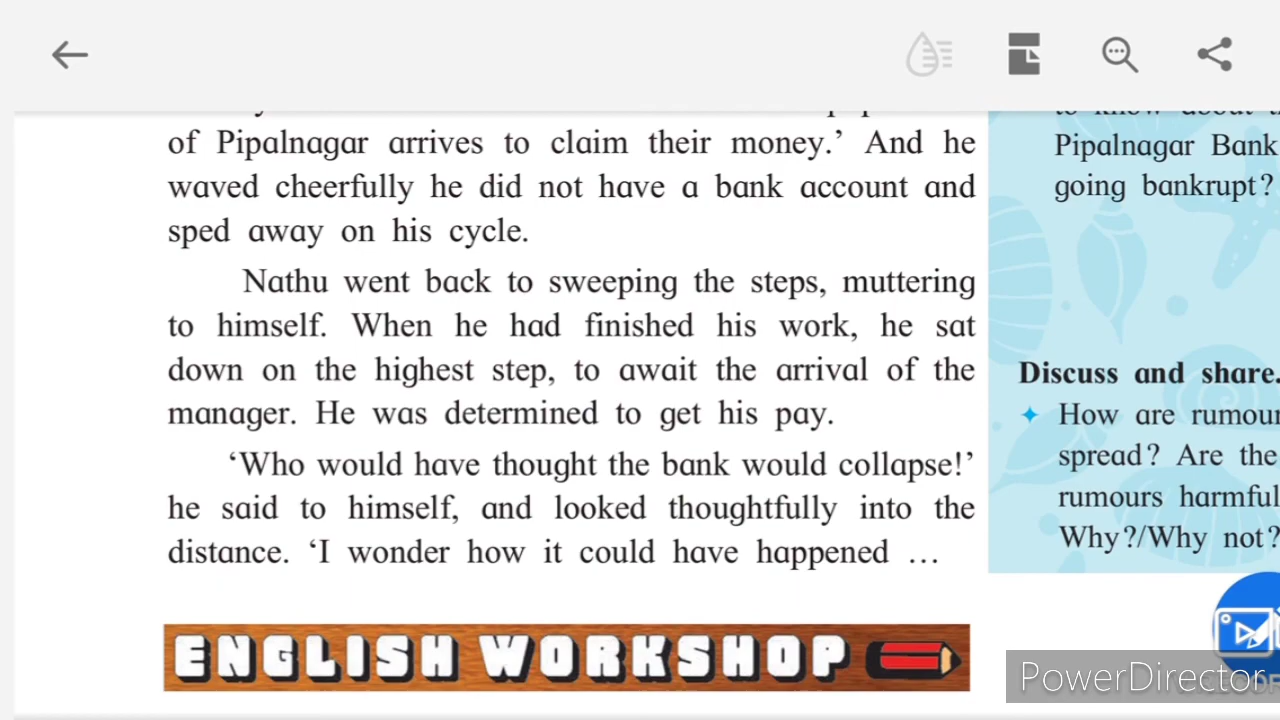 of Pipalnagar arrives to claim their money.’ And he
waved cheerfully he did not have a bank account and
sped away on his cycle.
Nathu went back to sweeping the steps, muttering
to himself. When he had finished his work, he sat
down on the highest step, to await the arrival of the
manager. He was determined to get his pay.
‘Who would have thought the bank would collapse!’
he said to himself, and looked thoughtfully into the
distance. ‘I wonder how it could have happened ...
ENGLISH WORKSHOP
to know about
Pipalnagar Bank
going bankrupt?
Discuss and share.
✦ How are
spread? Are the
rumours harmful
Why?/Why not?
PowerDirector